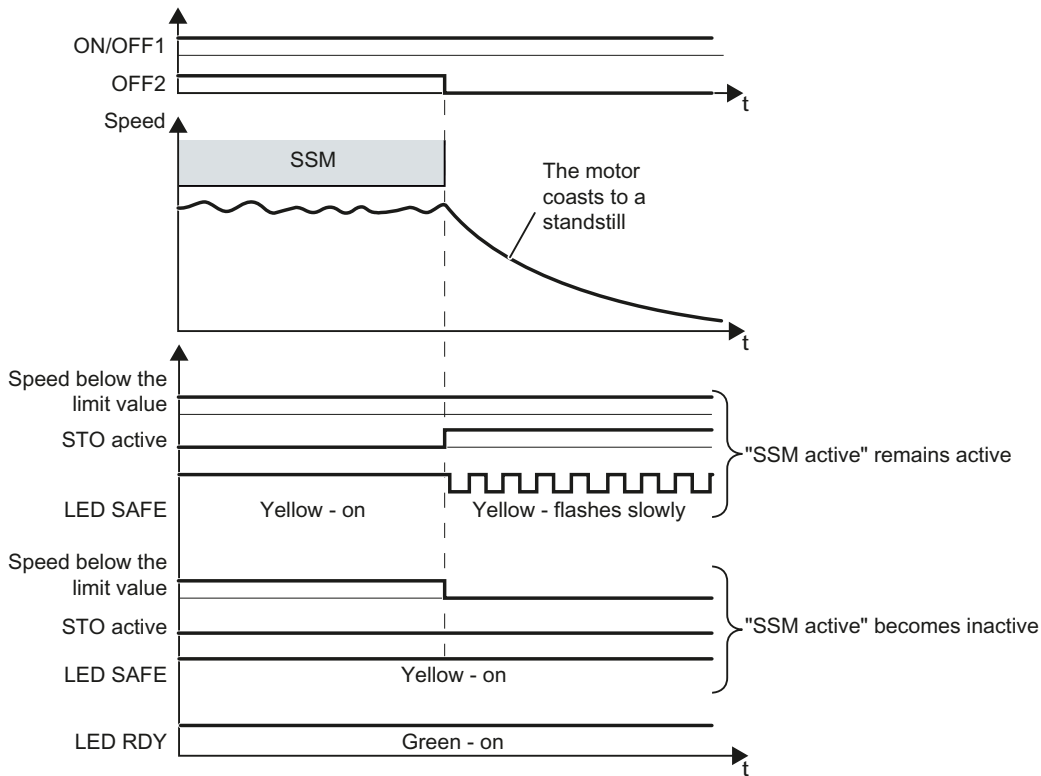 ON/OFF1
OFF2
t
Speed
SSM
The motor
coasts to a
standstill
t
Speed below the
limit value
STO active
"SSM active" remains active
LED SAFE
Yellow - on
Yellow - flashes slowly
Speed below the
limit value
STO active
"SSM active" becomes inactive
LED SAFE
Yellow - on
LED RDY
Green - on
t